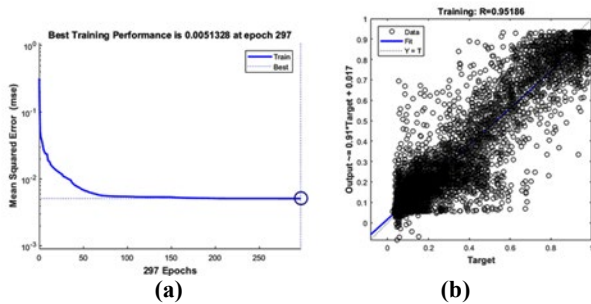 Best Training Performance is 0.0051328 at epoch 297
Mean Squared Error (mse)
10^0
10^-1
10^-2
10^-3
Train
Best
0
50
100
150
200
250
297 Epochs
(a)
Training: R=0.95186
Output ~= 0.91*Target + 0.017
1
0.9
0.8
0.7
0.6
0.5
0.4
0.3
0.2
0.1
0
Data
Fit
Y = T
0.2
0.4
0.6
0.8
1
Target
(b)